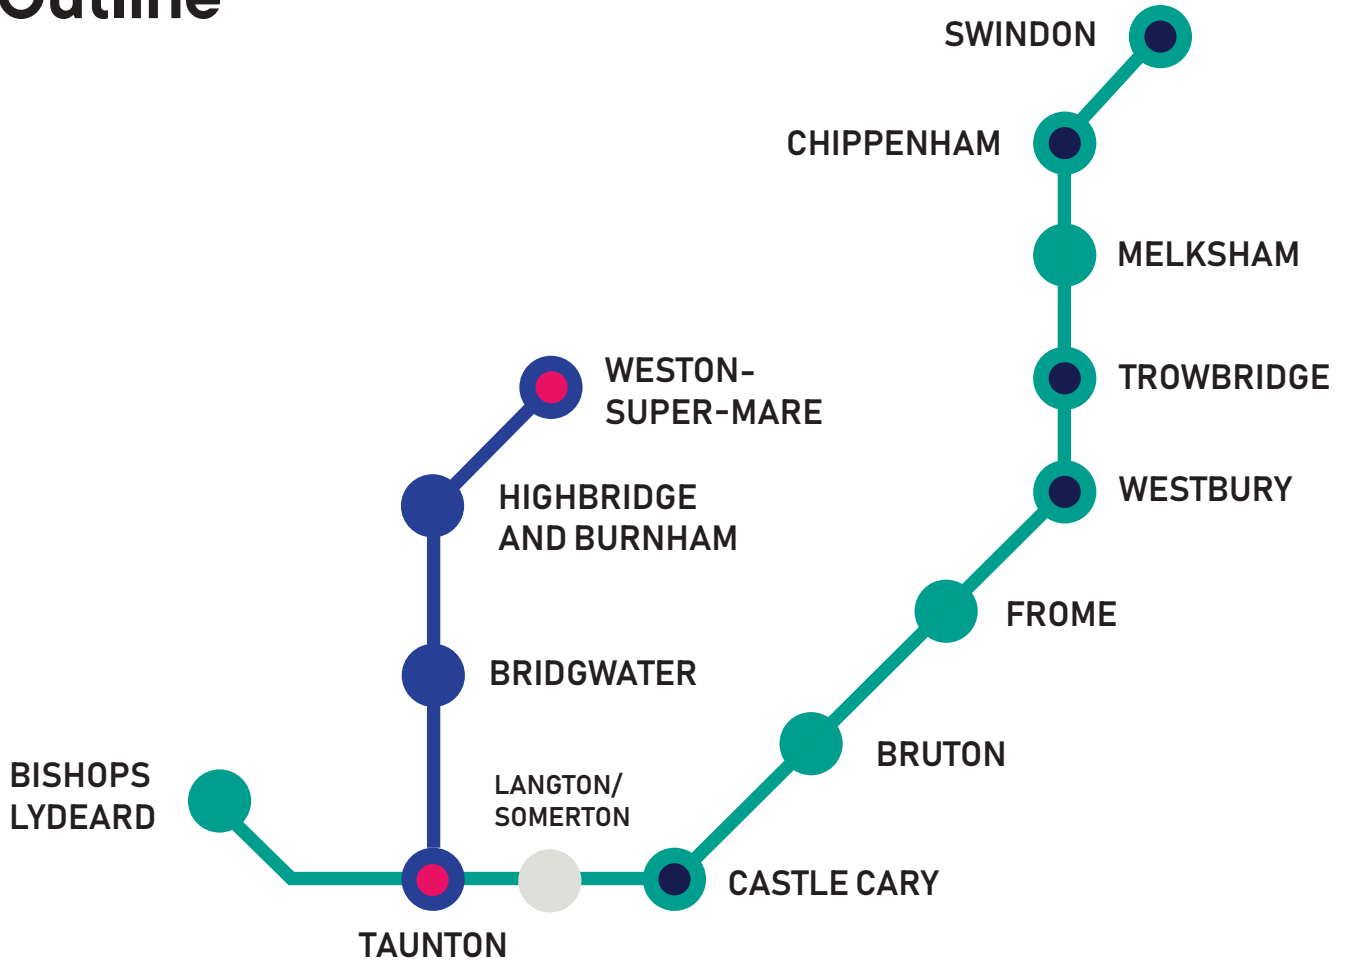 Outline
SWINDON
CHIPPENHAM
MELKSHAM
WESTON-
SUPER-MARE
TROWBRIDGE
HIGHBRIDGE
AND BURNHAM
WESTBURY
FROME
BRIDGWATER
BRUTON
BISHOPS
LYDEARD
LANGTON/
SOMERTON
CASTLE CARY
TAUNTON